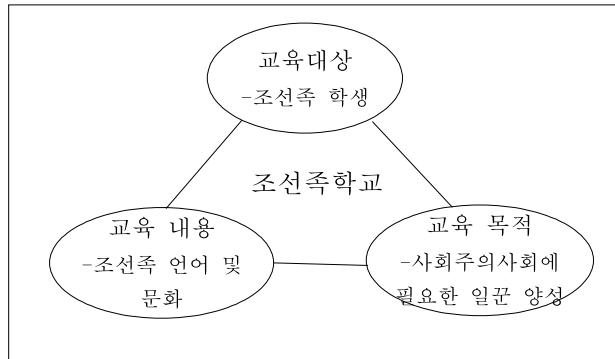 교육대상
-조선족 학생
조선족학교
교육 내용
-조선족 언어 및
문화
교육 목적
-사회주의사회에
필요한 일꾼 양성